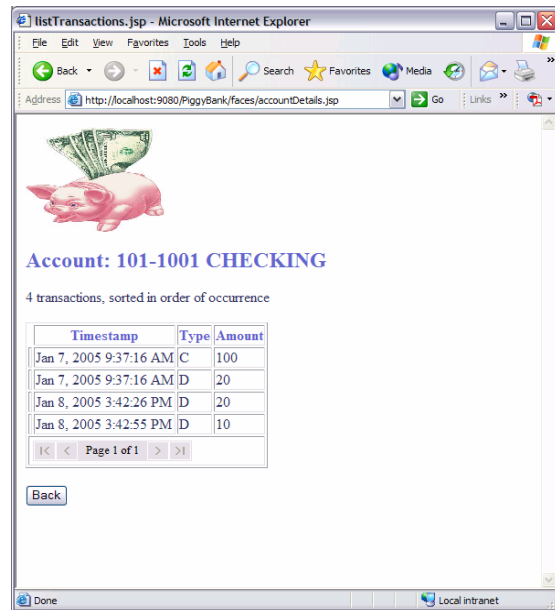 listTransactions.jsp - Microsoft Internet Explorer
File Edit View Favorites Tools Help
Back Search Favorites Media
Address http://localhost:9080/PiggyBank/faces/accountDetails.jsp Go Links
Account: 101-1001 CHECKING
4 transactions, sorted in order of occurrence
Timestamp Type Amount
Jan 7, 2005 9:37:16 AM C 100
Jan 7, 2005 9:37:16 AM D 20
Jan 8, 2005 3:42:26 PM D 20
Jan 8, 2005 3:42:55 PM D 10
Page 1 of 1
Back
Done Local intranet